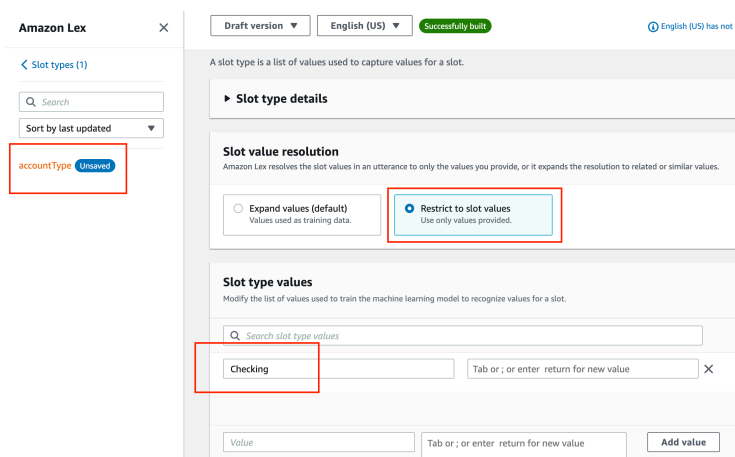 Amazon Lex
Slot types (1)
Search
Sort by last updated
accountType Unsaved
Draft version
English (US)
Successfully built
English (US) has not
A slot type is a list of values used to capture values for a slot.
Slot type details
Slot value resolution
Amazon Lex resolves the slot values in an utterance to only the values you provide, or it expands the resolution to related or similar values.
Expand values (default)
Values used as training data.
Restrict to slot values
Use only values provided.
Slot type values
Modify the list of values used to train the machine learning model to recognize values for a slot.
Search slot type values
Checking
Tab or ; or enter return for new value
Value
Tab or ; or enter return for new value
Add value